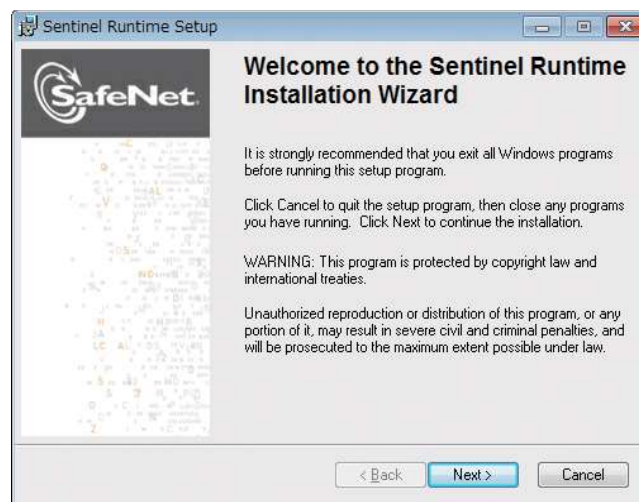 Sentinel Runtime Setup
SafeNet.
Welcome to the Sentinel Runtime
Installation Wizard
It is strongly recommended that you exit all Windows programs
before running this setup program.
Click Cancel to quit the setup program, then close any programs
you have running. Click Next to continue the installation.
WARNING: This program is protected by copyright law and
international treaties.
Unauthorized reproduction or distribution of this program, or any
portion of it, may result in severe civil and criminal penalties, and
will be prosecuted to the maximum extent possible under law.
< Back
Next >
Cancel